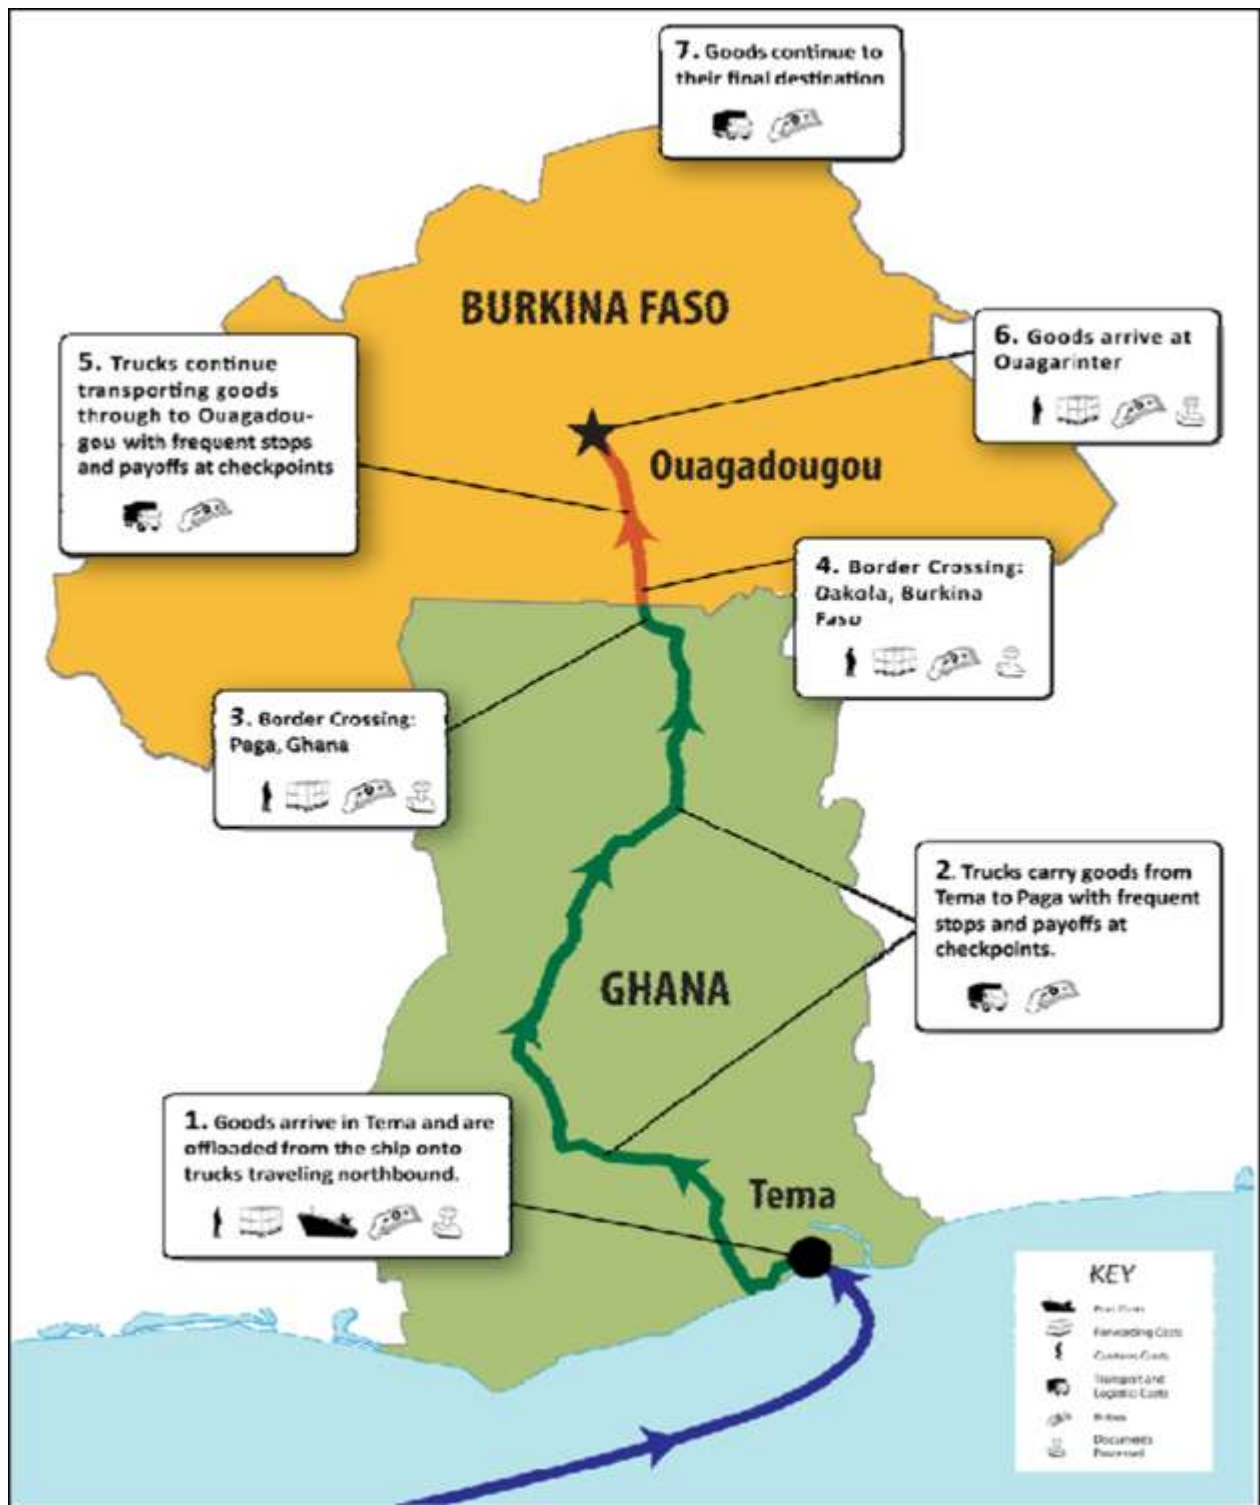 7. Goods continue to
their final destination
BURKINA FASO
5. Trucks continue
transporting goods
through to Ouagadou-
gou with frequent stops
and payoffs at checkpoints
6. Goods arrive at
Ouagarinter
Ouagadougou
4. Border Crossing:
Dakola, Burkina
Faso
3. Border Crossing:
Paga, Ghana
2. Trucks carry goods from
Tema to Paga with frequent
stops and payoffs at
checkpoints.
GHANA
1. Goods arrive in Tema and are
offloaded from the ship onto
trucks traveling northbound.
Tema
KEY
Port Costs
Forwarding Costs
Customs Costs
Transport and
Logistic Costs
Bribes
Documents
Processed